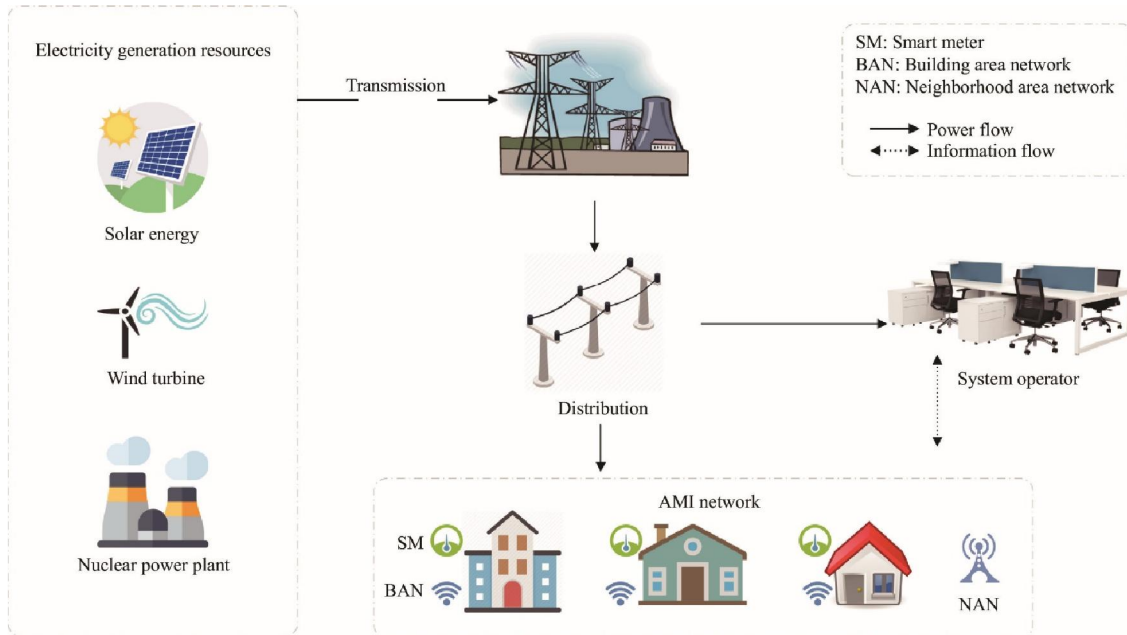 Electricity generation resources
Solar energy
Wind turbine
Nuclear power plant
Transmission
SM: Smart meter
BAN: Building area network
NAN: Neighborhood area network
Power flow
Information flow
Distribution
System operator
AMI network
SM
BAN
NAN